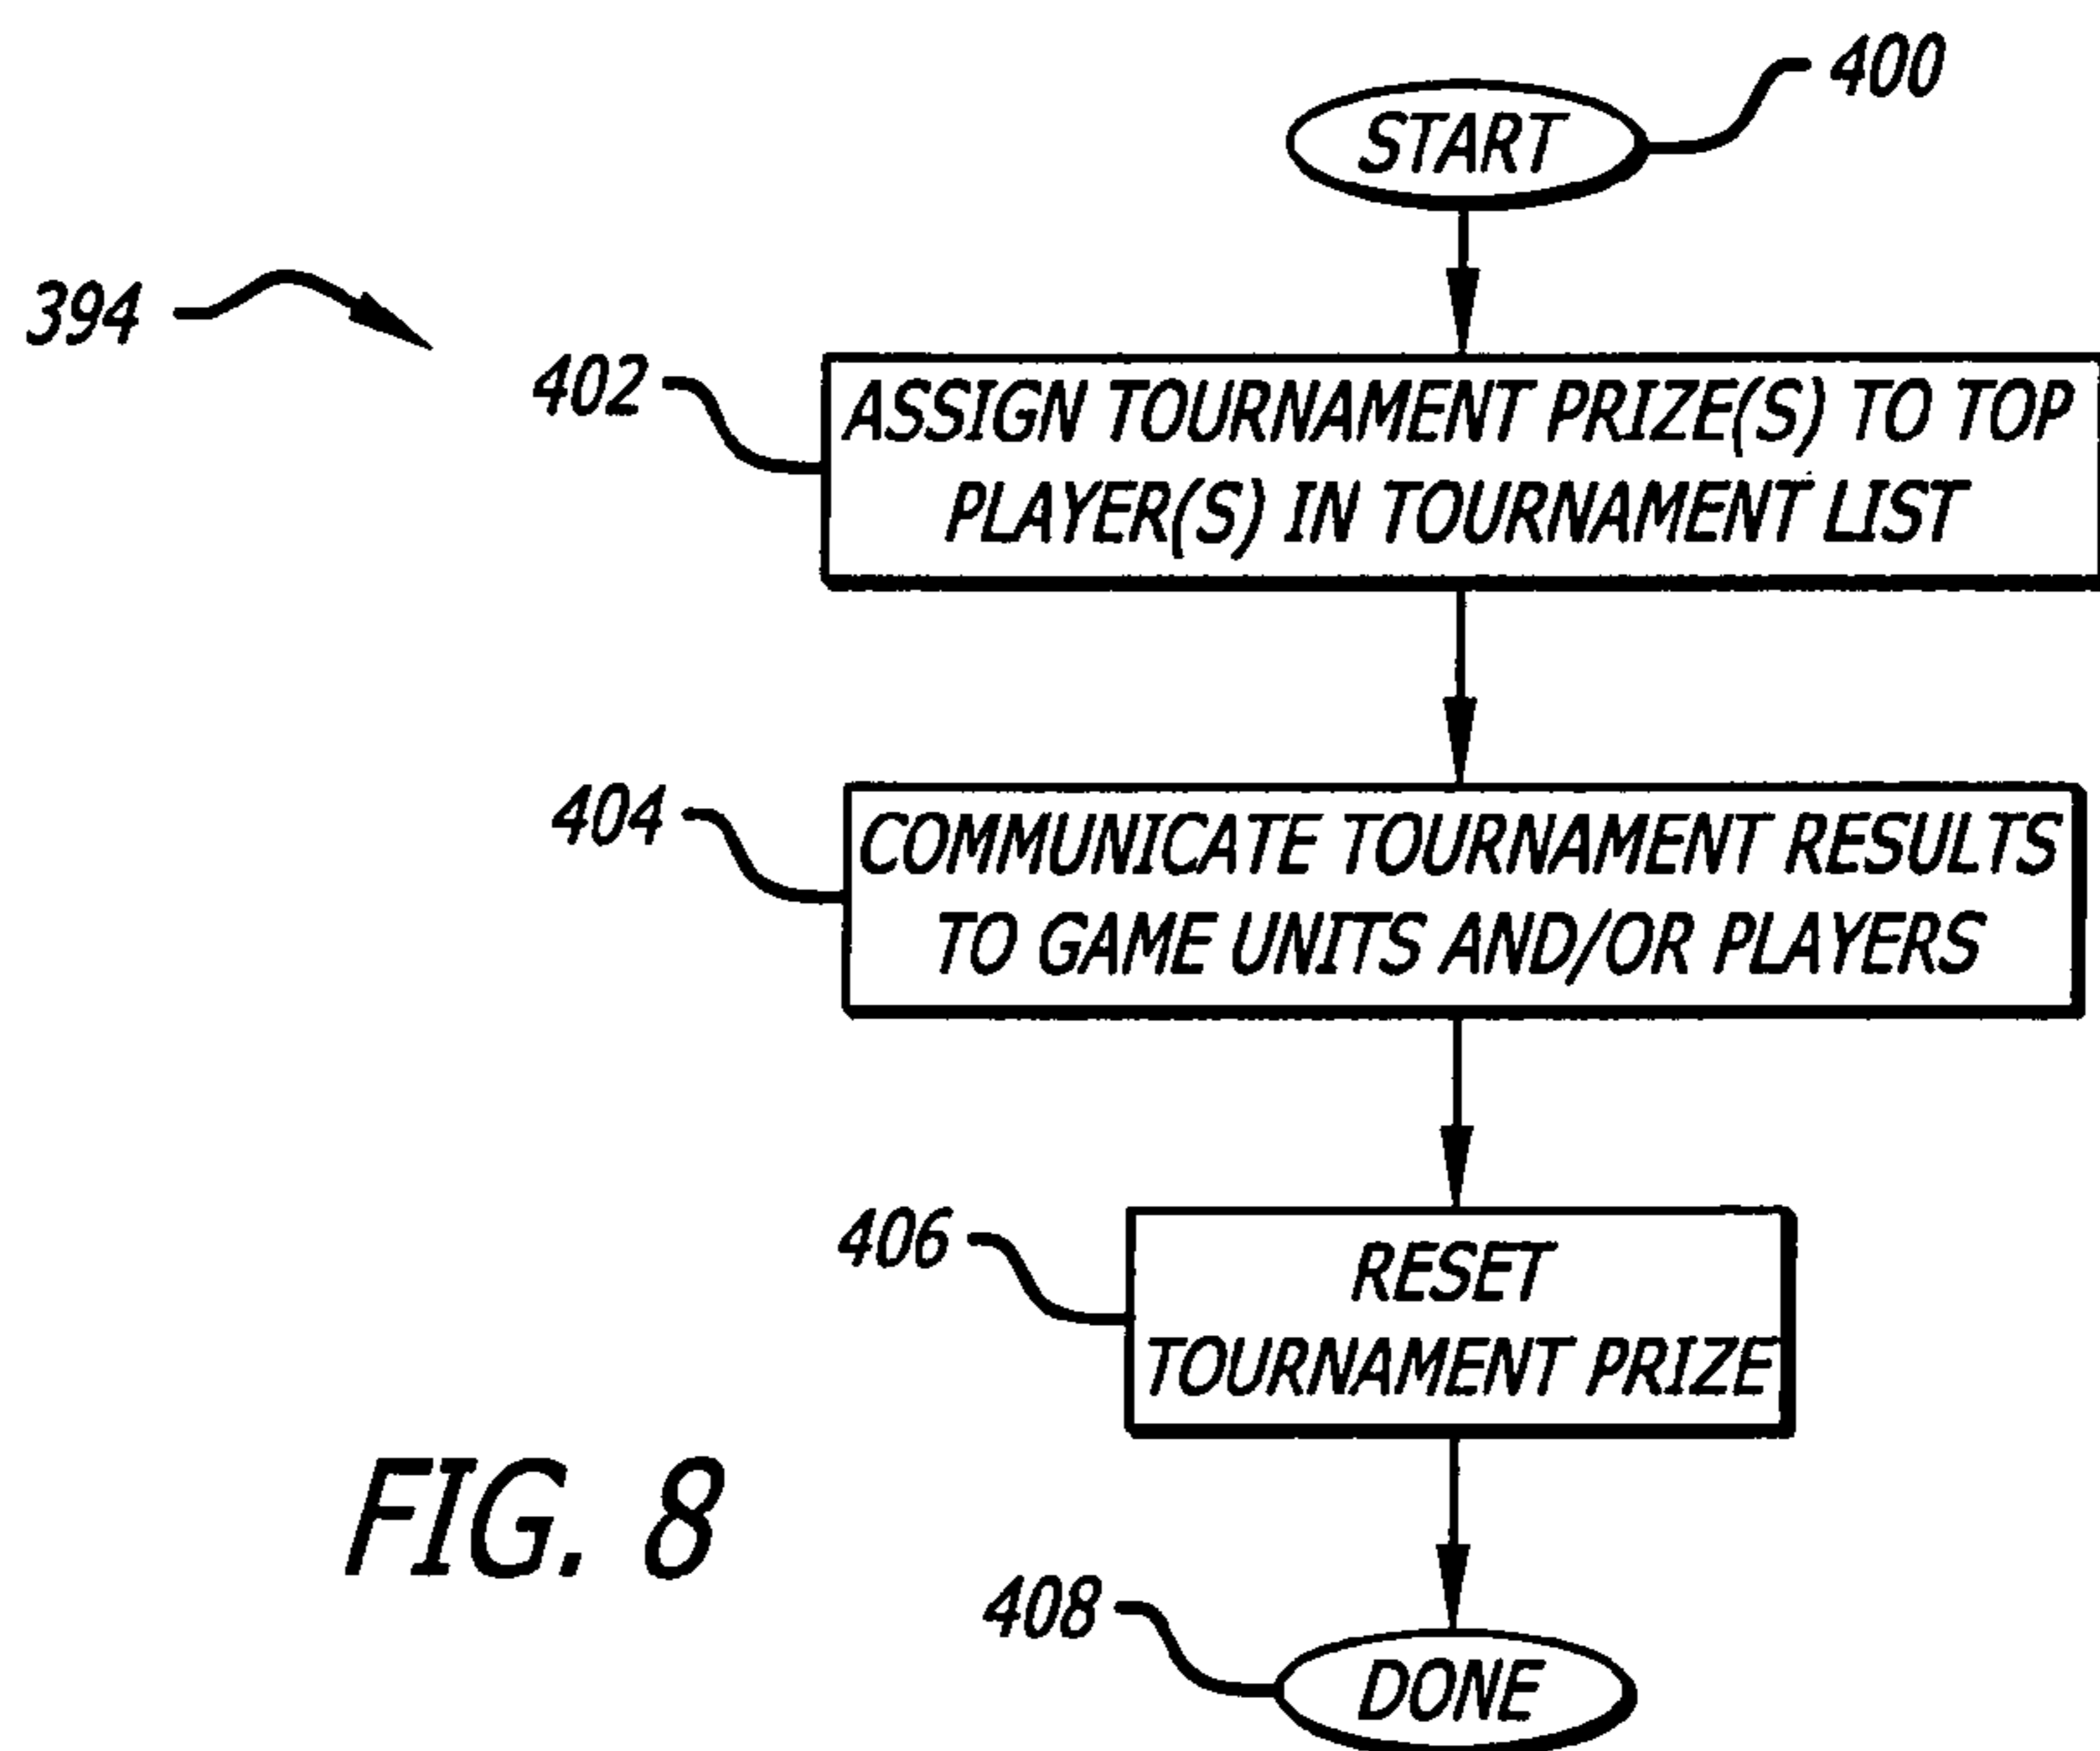 400
START
394
402
ASSIGN TOURNAMENT PRIZE(S) TO TOP
PLAYER(S) IN TOURNAMENT LIST
404
COMMUNICATE TOURNAMENT RESULTS
TO GAME UNITS AND/OR PLAYERS
406
RESET
TOURNAMENT PRIZE
FIG. 8
408
DONE